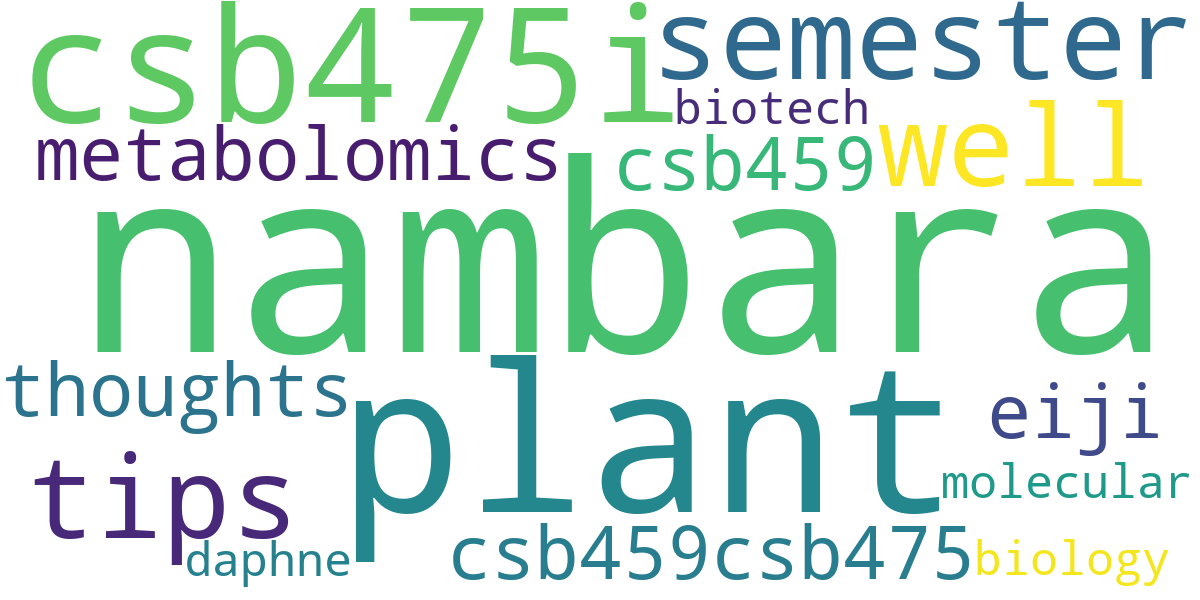 csb475i semester
biotech
metabolomics csb459 well
nambara
thoughts plant eiji
tips molecular
daphne csb459csb475 biology